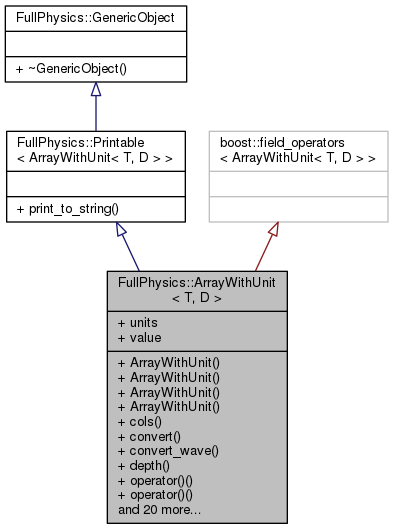 FullPhysics::GenericObject
+ ~GenericObject()
FullPhysics::Printable
< ArrayWithUnit< T, D > >
+ print_to_string()
boost::field_operators
< ArrayWithUnit< T, D > >
FullPhysics::ArrayWithUnit
< T, D >
+ units
+ value
+ ArrayWithUnit()
+ ArrayWithUnit()
+ ArrayWithUnit()
+ ArrayWithUnit()
+ cols()
+ convert()
+ convert_wave()
+ depth()
+ operator()()
+ operator()()
and 20 more...